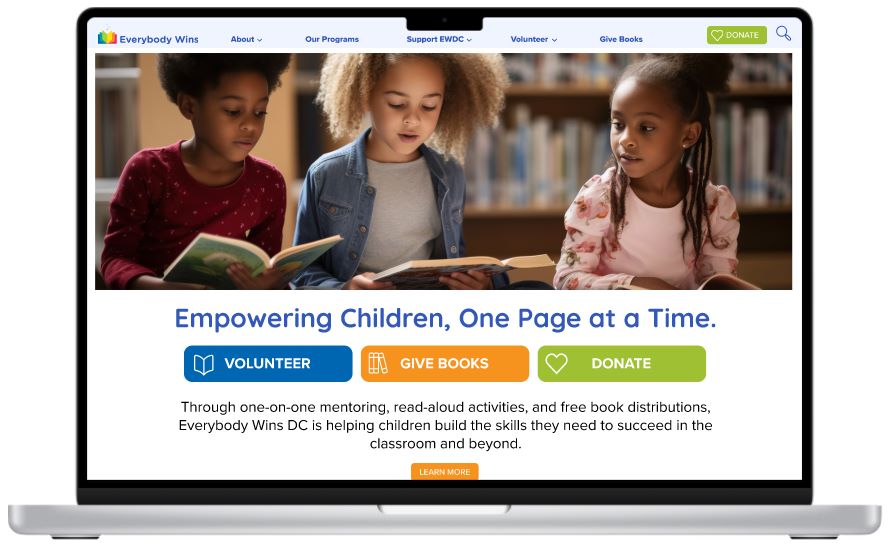 Everybody Wins
About
Our Programs
Support EWDC
Volunteer
Give Books
DONATE
Empowering Children, One Page at a Time.
VOLUNTEER
GIVE BOOKS
DONATE
Through one-on-one mentoring, read-aloud activities, and free book distributions,
Everybody Wins DC is helping children build the skills they need to succeed in the
classroom and beyond.
LEARN MORE